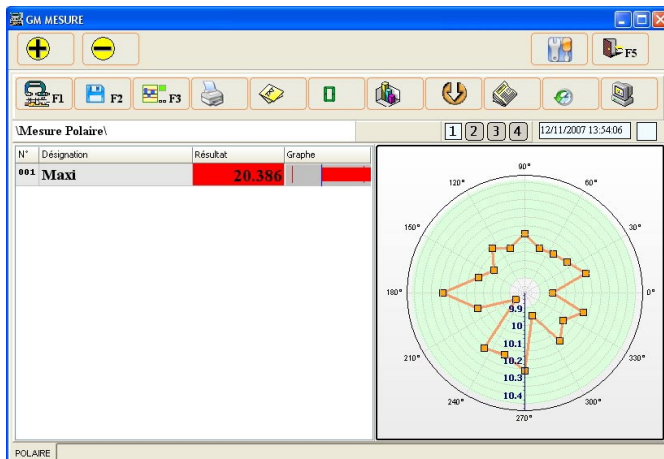 GM MESURE
F5
F1 F2 F3
\Mesure Polaire\ 1 2 3 4 12/11/2007 13:54:06
N° Désignation Résultat Graphe
001 Maxi 20.386
90°
120° 60°
150° 30°
180° 0°
9.9
10
10.1
210° 330°
10.2
10.3
10.4
240° 300°
270°
POLAIRE